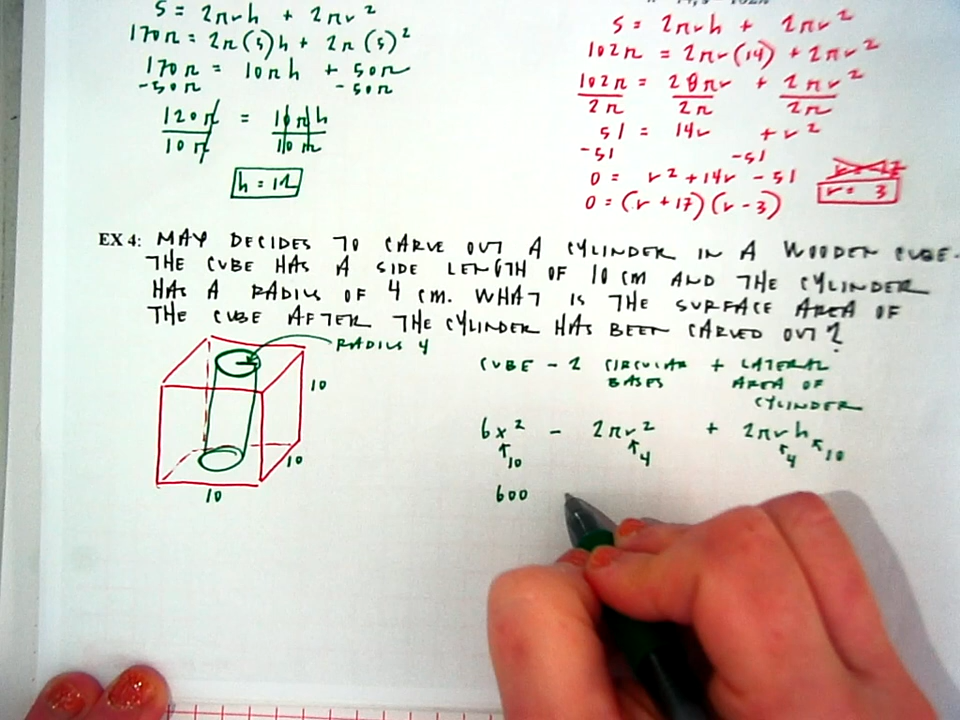 S = 2πrh + 2πr²
170π = 2π(5)h + 2π(5)²
170π = 10πh + 50π
-50π -50π
120π = 10πh
10π 10π
h = 12
S = 2πrh + 2πr²
102π = 2πr(14) + 2πr²
102π = 28πr + 2πr²
2π 2π 2π
51 = 14r + r²
-51 -51
0 = r² + 14r - 51
0 = (r + 17)(r - 3)
r = 3
EX 4: MAY DECIDES TO CARVE OUT A CYLINDER IN A WOODEN CUBE.
THE CUBE HAS A SIDE LENGTH OF 10 CM AND THE CYLINDER
HAS A RADIUS OF 4 CM. WHAT IS THE SURFACE AREA OF
THE CUBE AFTER THE CYLINDER HAS BEEN CARVED OUT?
RADIUS 4
10
10
10
CUBE - 2 CIRCULAR + LATERAL
BASES AREA OF
CYLINDER
6x² - 2πr² + 2πrh
10 4 4 10
600